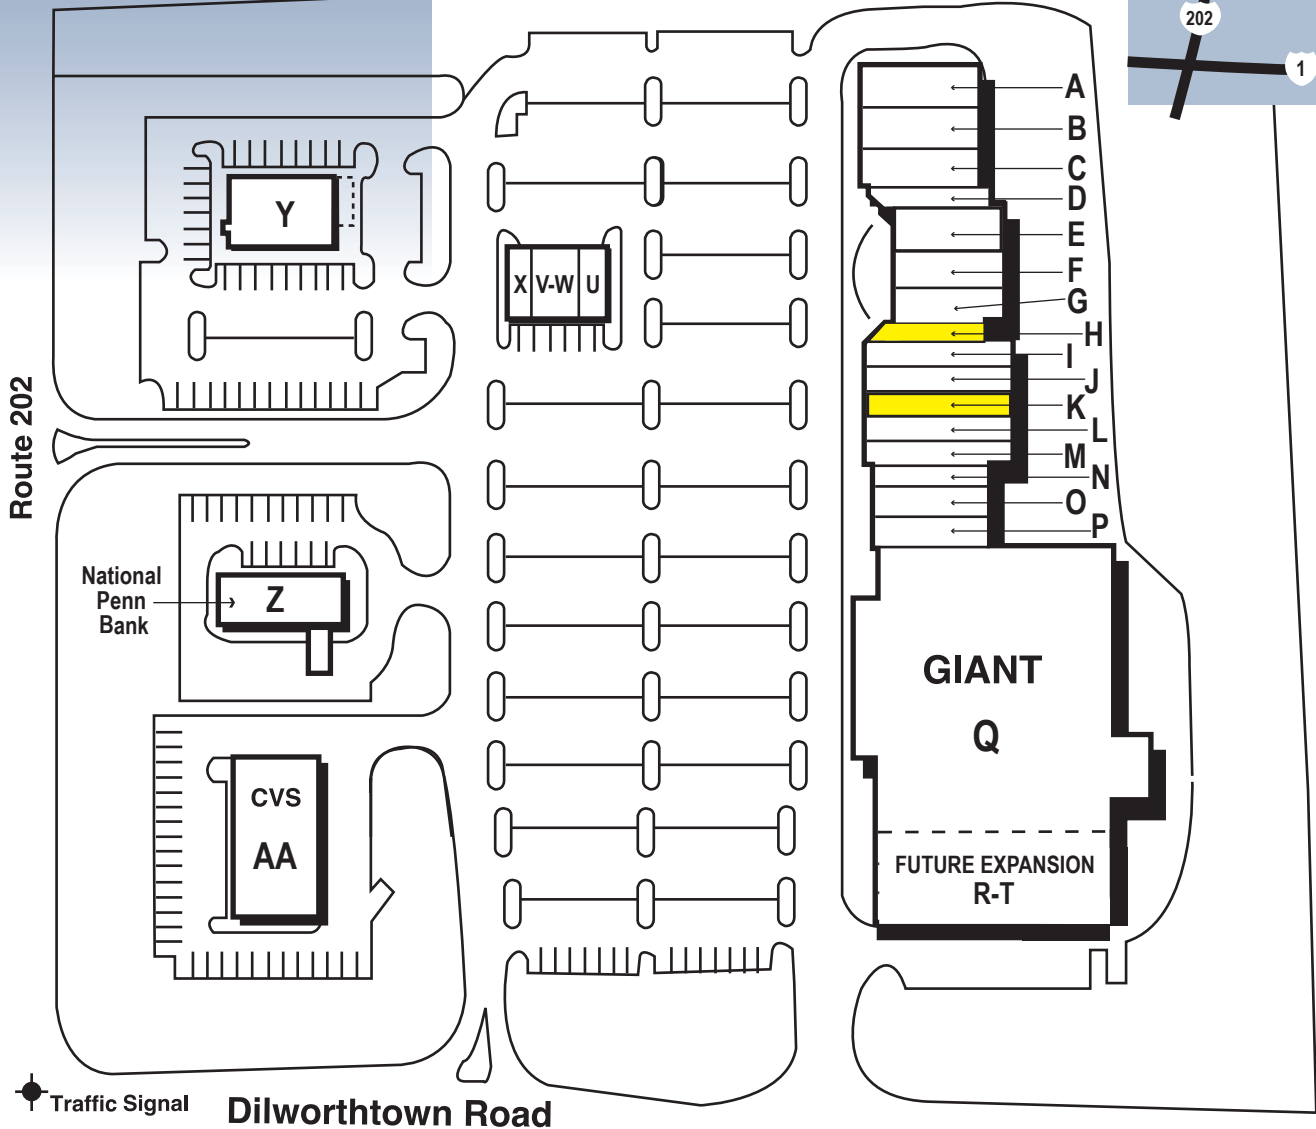 202
1
A
B
C
D
E
F
G
H
I
J
K
L
M
N
O
P
Y
X
V-W
U
Route 202
National
Penn
Bank
Z
GIANT
Q
CVS
AA
FUTURE EXPANSION
R-T
Traffic Signal
Dilworthtown Road